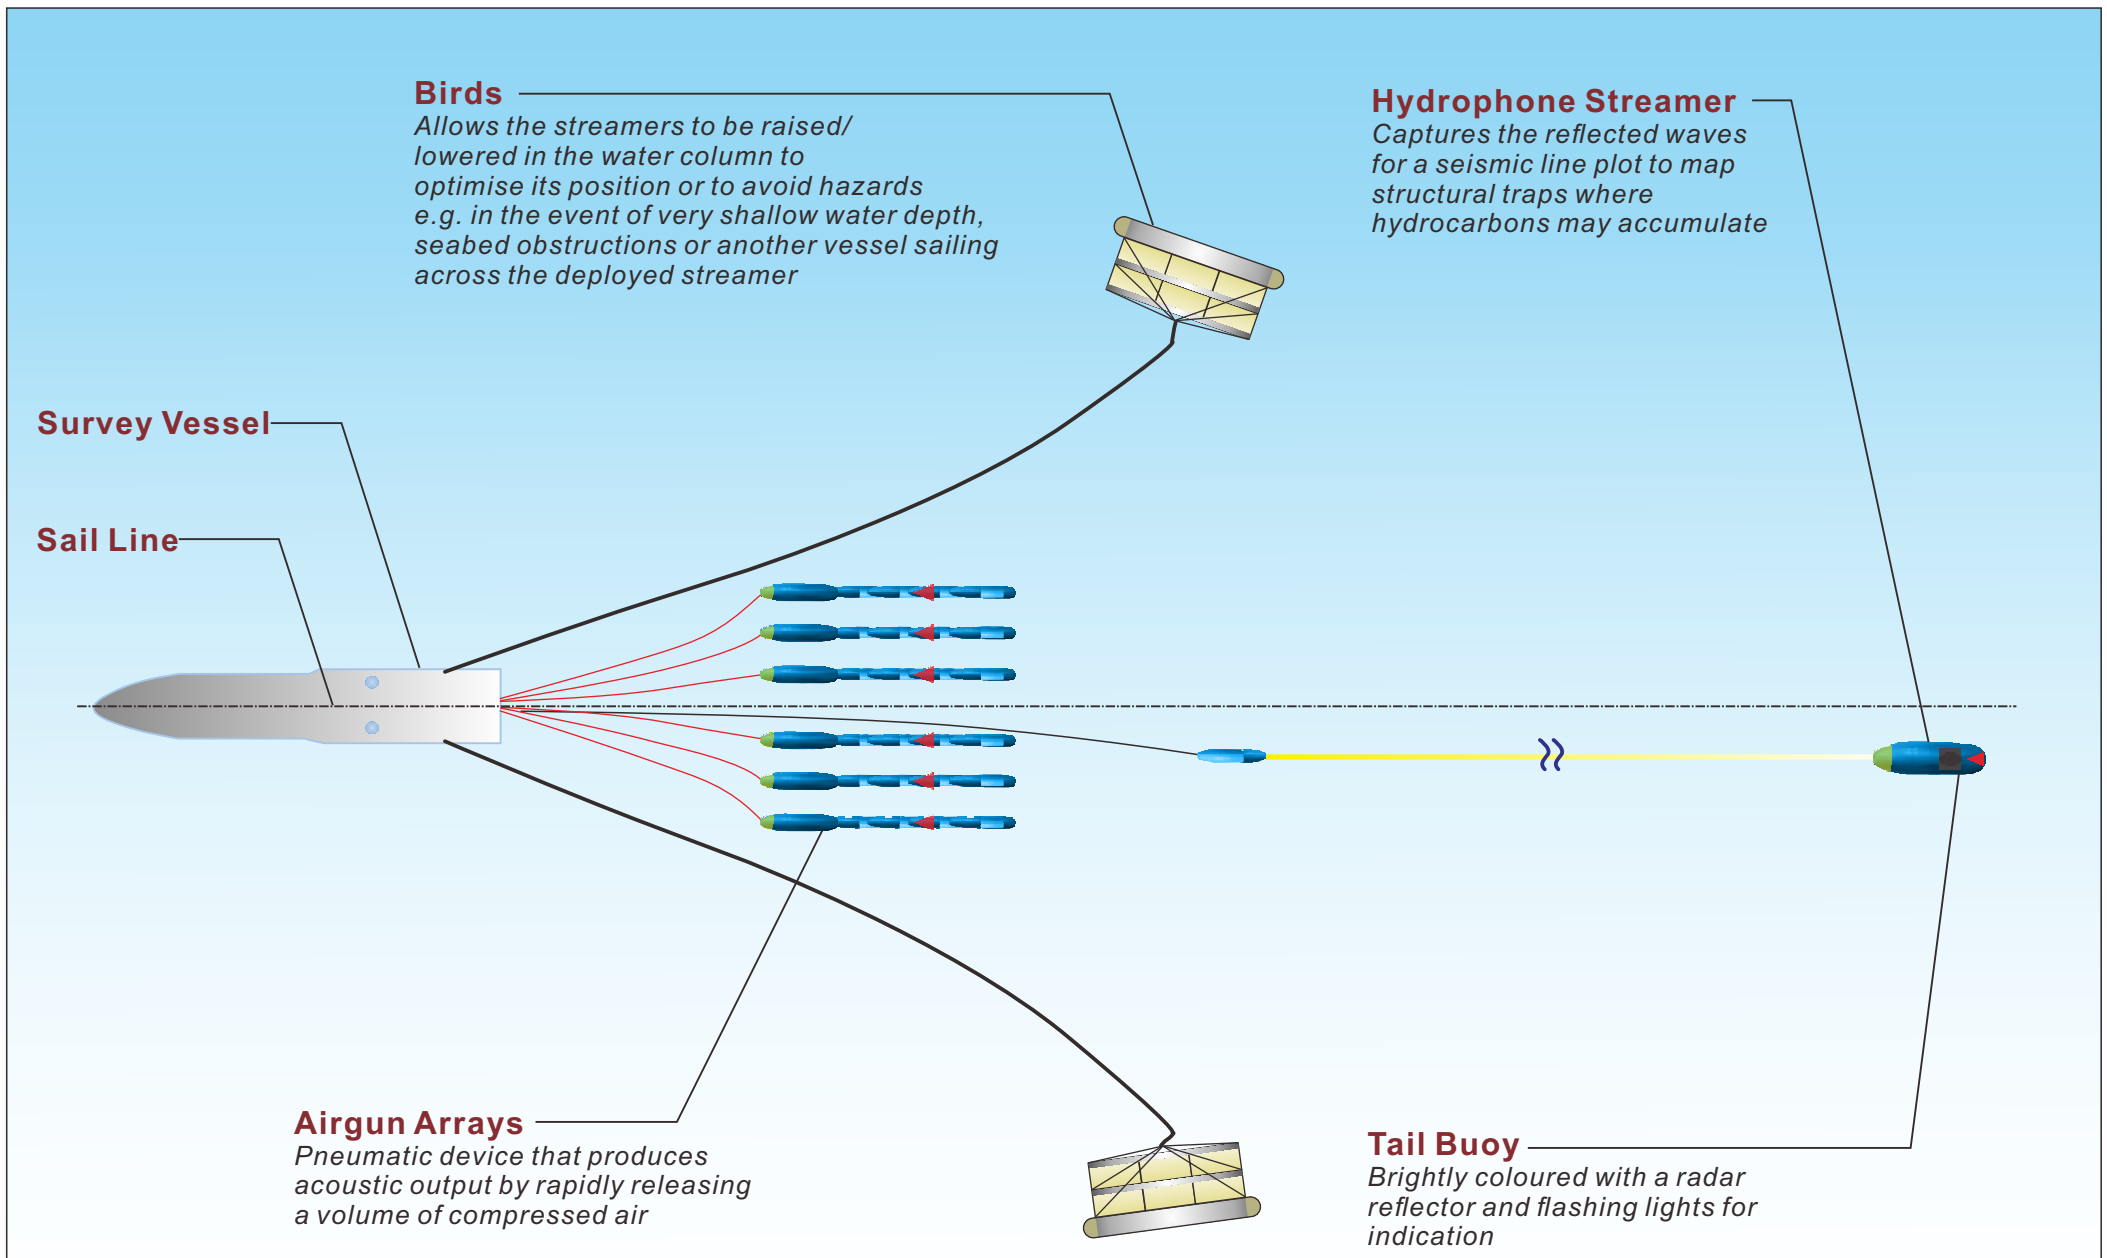 Birds
Allows the streamers to be raised/
lowered in the water column to
optimise its position or to avoid hazards
e.g. in the event of very shallow water depth,
seabed obstructions or another vessel sailing
across the deployed streamer
Hydrophone Streamer
Captures the reflected waves
for a seismic line plot to map
structural traps where
hydrocarbons may accumulate
Survey Vessel
Sail Line
Airgun Arrays
Pneumatic device that produces
acoustic output by rapidly releasing
a volume of compressed air
Tail Buoy
Brightly coloured with a radar
reflector and flashing lights for
indication